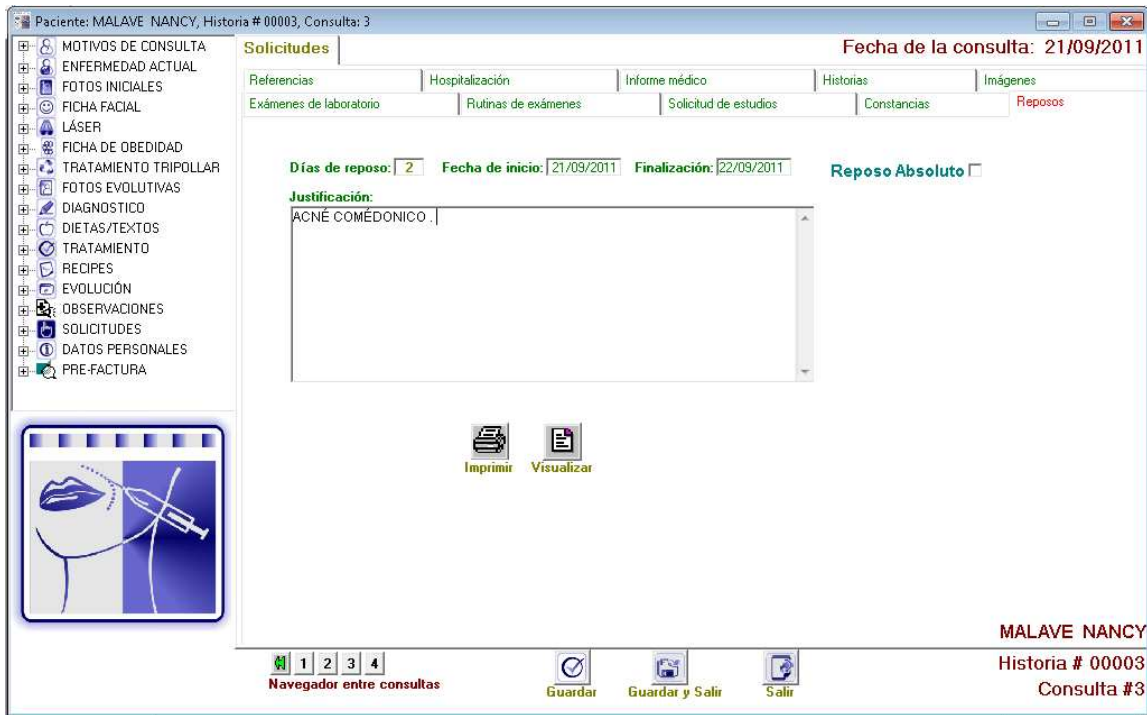 Paciente: MALAVE NANCY, Historia # 00003, Consulta: 3
MOTIVOS DE CONSULTA
ENFERMEDAD ACTUAL
FOTOS INICIALES
FICHA FACIAL
LÁSER
FICHA DE OBEDIDAD
TRATAMIENTO TRIPOLLAR
FOTOS EVOLUTIVAS
DIAGNOSTICO
DIETAS/TEXTOS
TRATAMIENTO
RECIPES
EVOLUCIÓN
OBSERVACIONES
SOLICITUDES
DATOS PERSONALES
PRE-FACTURA
Solicitudes
Fecha de la consulta: 21/09/2011
Referencias Hospitalización Informe médico Historias Imágenes
Exámenes de laboratorio Rutinas de exámenes Solicitud de estudios Constancias Reposos
Días de reposo: 2 Fecha de inicio: 21/09/2011 Finalización: 22/09/2011 Reposo Absoluto
Justificación:
ACNÉ COMÉDONICO .
Imprimir Visualizar
MALAVE NANCY
Historia # 00003
Consulta #3
1 2 3 4
Navegador entre consultas
Guardar Guardar y Salir Salir